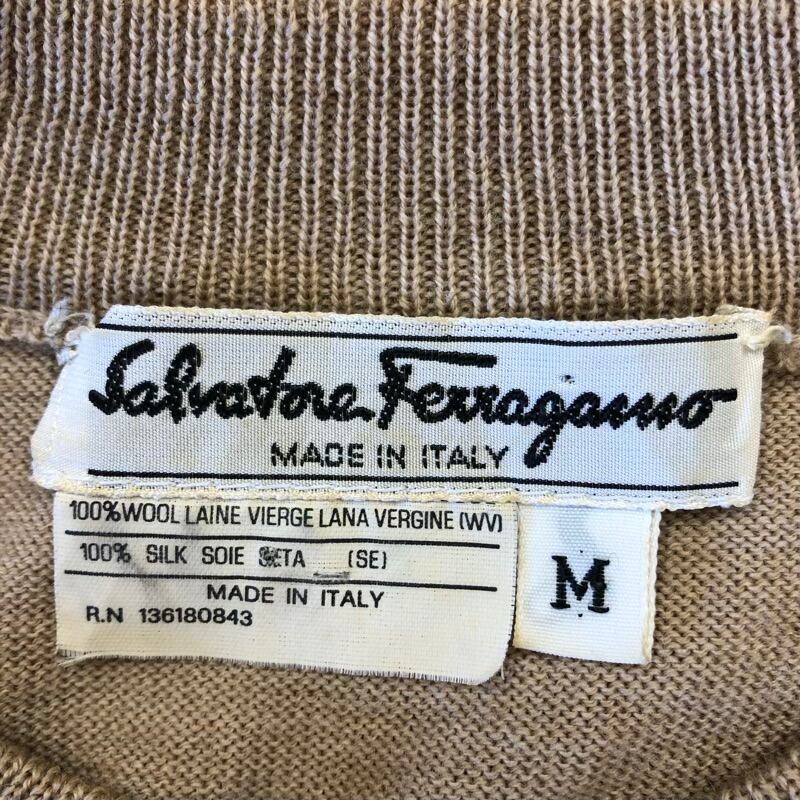 Salvatore Ferragamo
MADE IN ITALY
100% WOOL LAINE VIERGE LANA VERGINE (WV)
100% SILK SOIE SETA (SE)
MADE IN ITALY
R.N 136180843
M